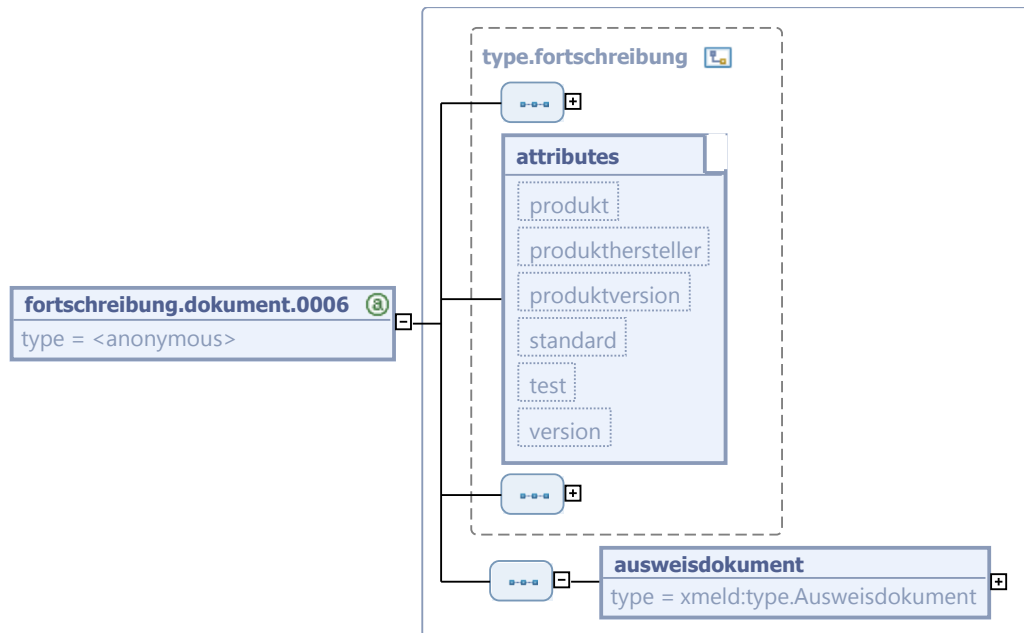 type.fortschreibung
attributes
produkt
produkthersteller
produktversion
fortschreibung.dokument.0006
type = <anonymous>
standard
test
version
ausweisdokument
type = xmeld:type.Ausweisdokument